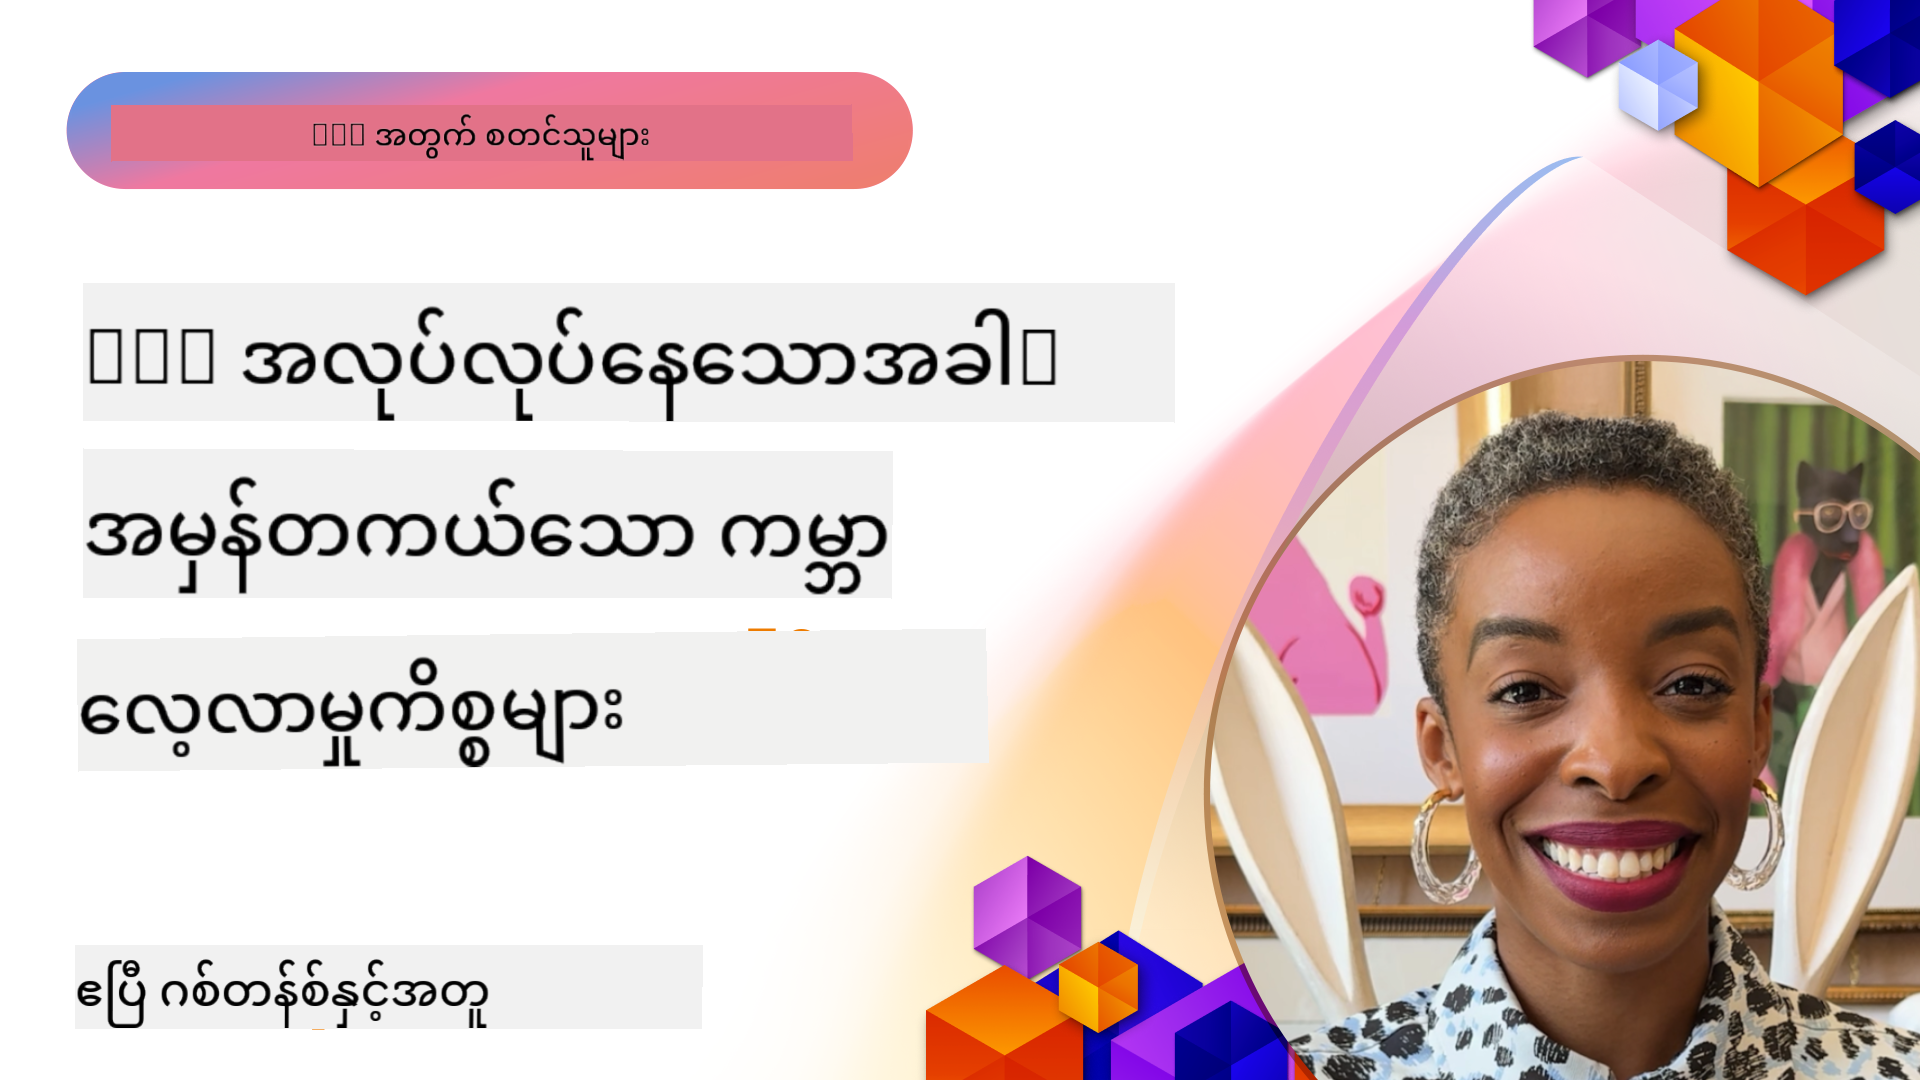 အတွက် စတင်သူများ
အလုပ်လုပ်နေသောအခါ
အမှန်တကယ်သော ကမ္ဘာ
လေ့လာမှုကိစ္စများ
ဧပြီ ဂစ်တန်စ်နှင့်အတူ